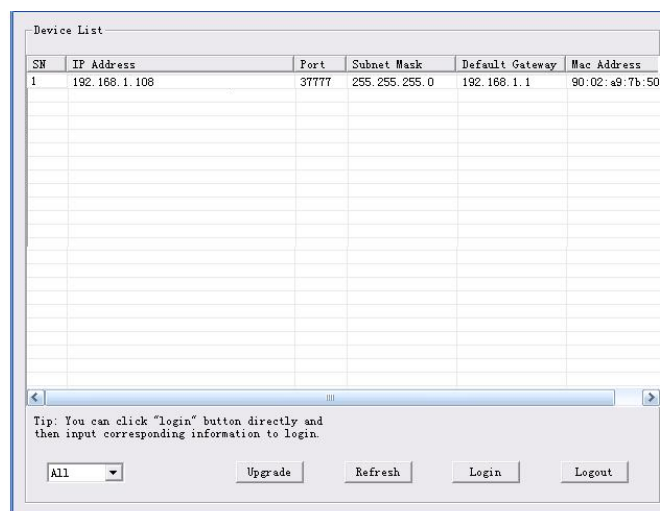 Device List
SN IP Address Port Subnet Mask Default Gateway Mac Address
1 192.168.1.108 37777 255.255.255.0 192.168.1.1 90:02:a9:7b:50
Tip: You can click "login" button directly and
then input corresponding information to login.
All Upgrade Refresh Login Logout